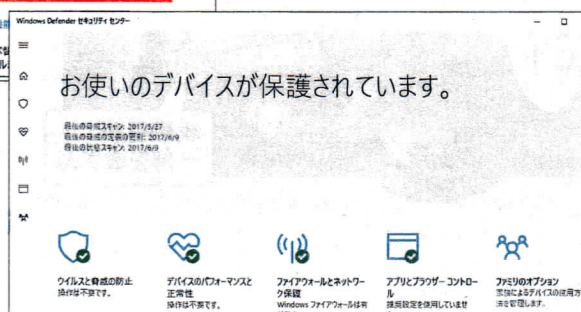 Windows Defender セキュリティ センター
お使いのデバイスが保護されています。
最後の脅威スキャン: 2017/5/27
最後の脅威の定義の更新: 2017/6/9
最後の状態スキャン: 2017/6/9
ウイルスと脅威の防止
操作は不要です。
デバイスのパフォーマンスと
正常性
操作は不要です。
ファイアウォールとネットワー
ク保護
Windows ファイアウォールは有
アプリとブラウザー コントロー
ル
推奨設定を使用していませ
ファミリのオプション
家族によるデバイスの使用方
法を管理します。